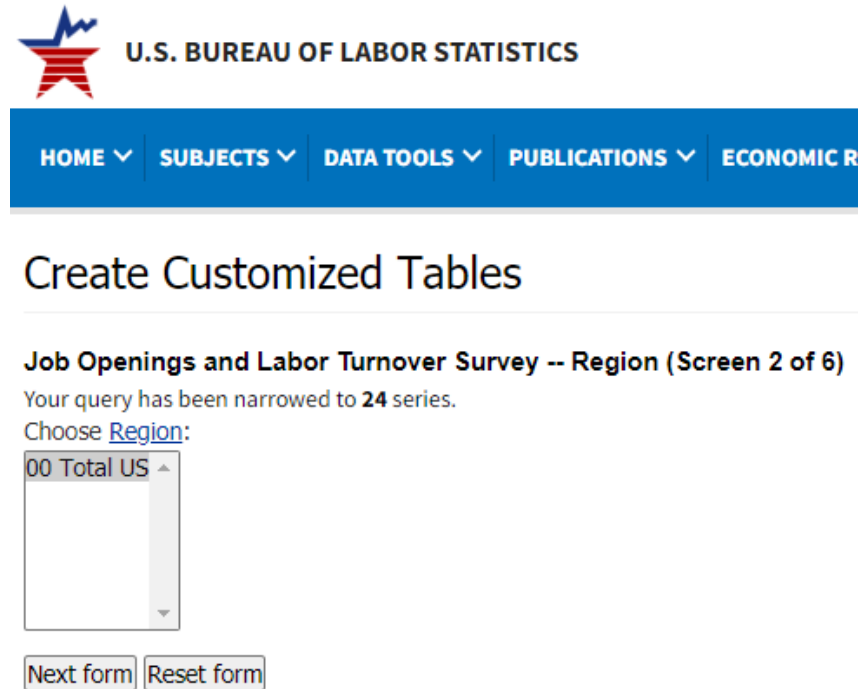 U.S. BUREAU OF LABOR STATISTICS
HOME SUBJECTS DATA TOOLS PUBLICATIONS ECONOMIC R
Create Customized Tables
Job Openings and Labor Turnover Survey -- Region (Screen 2 of 6)
Your query has been narrowed to 24 series.
Choose Region:
00 Total US
Next form Reset form